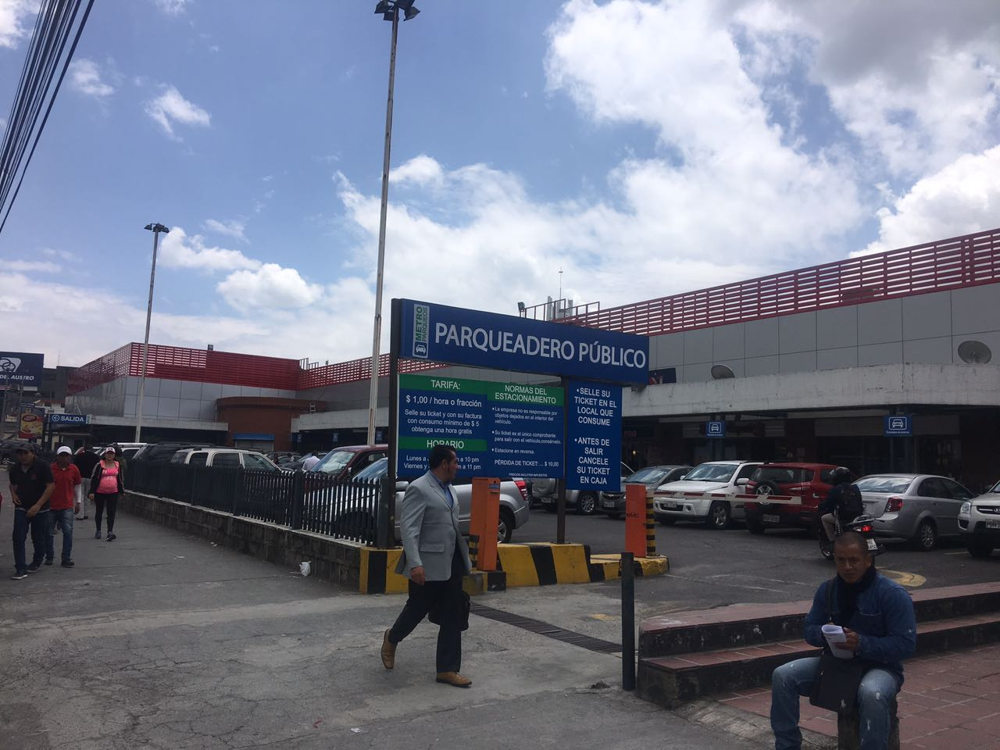 METRO
PARQUEOS
PARQUEADERO PÚBLICO
TARIFA:
$ 1,00 / hora o fracción
Selle su ticket y con su factura
con consumo mínimo de $ 5
obtenga una hora gratis
HORARIO
Lunes a
10 pm
Viernes y
a 11 pm
NORMAS DEL
ESTACIONAMIENTO
• La empresa no es responsable por
objetos dejados en el interior del
vehículo.
• Su ticket es el único comprobante
para salir con el vehículo,consérvelo.
• Estacione en reversa.
PÉRDIDA DE TICKET: .. $ 10,00
PRECIOS INCLUYEN IMPUESTOS
• SELLE SU
TICKET EN EL
LOCAL QUE
CONSUME
• ANTES DE
SALIR
CANCELE
SU TICKET
EN CAJA
DEL AUSTRO
SALIDA